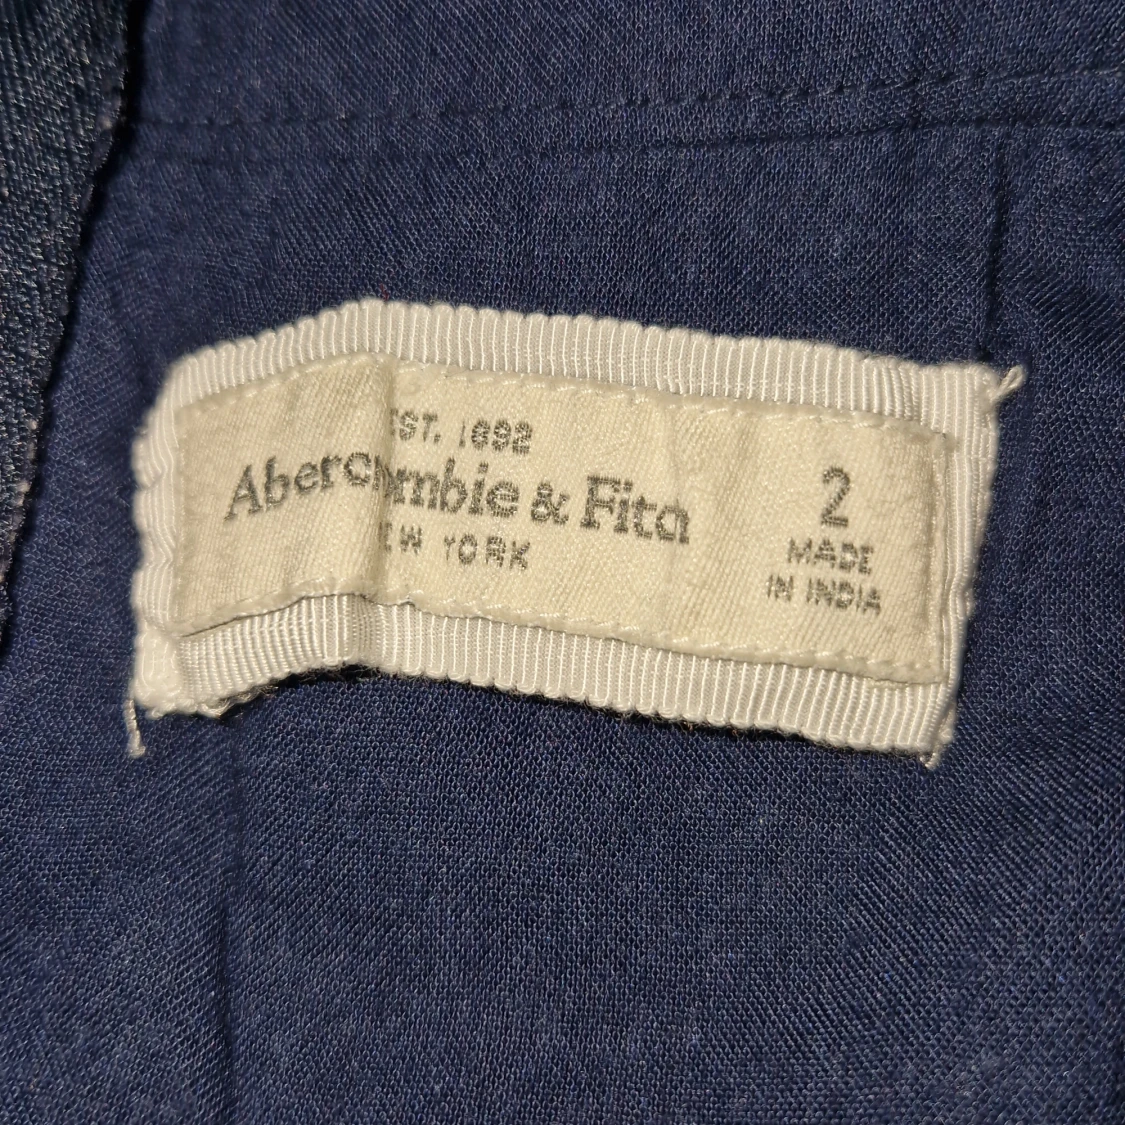 EST. 1892
Abercrombie & Fitch
NEW YORK
2
MADE
IN INDIA